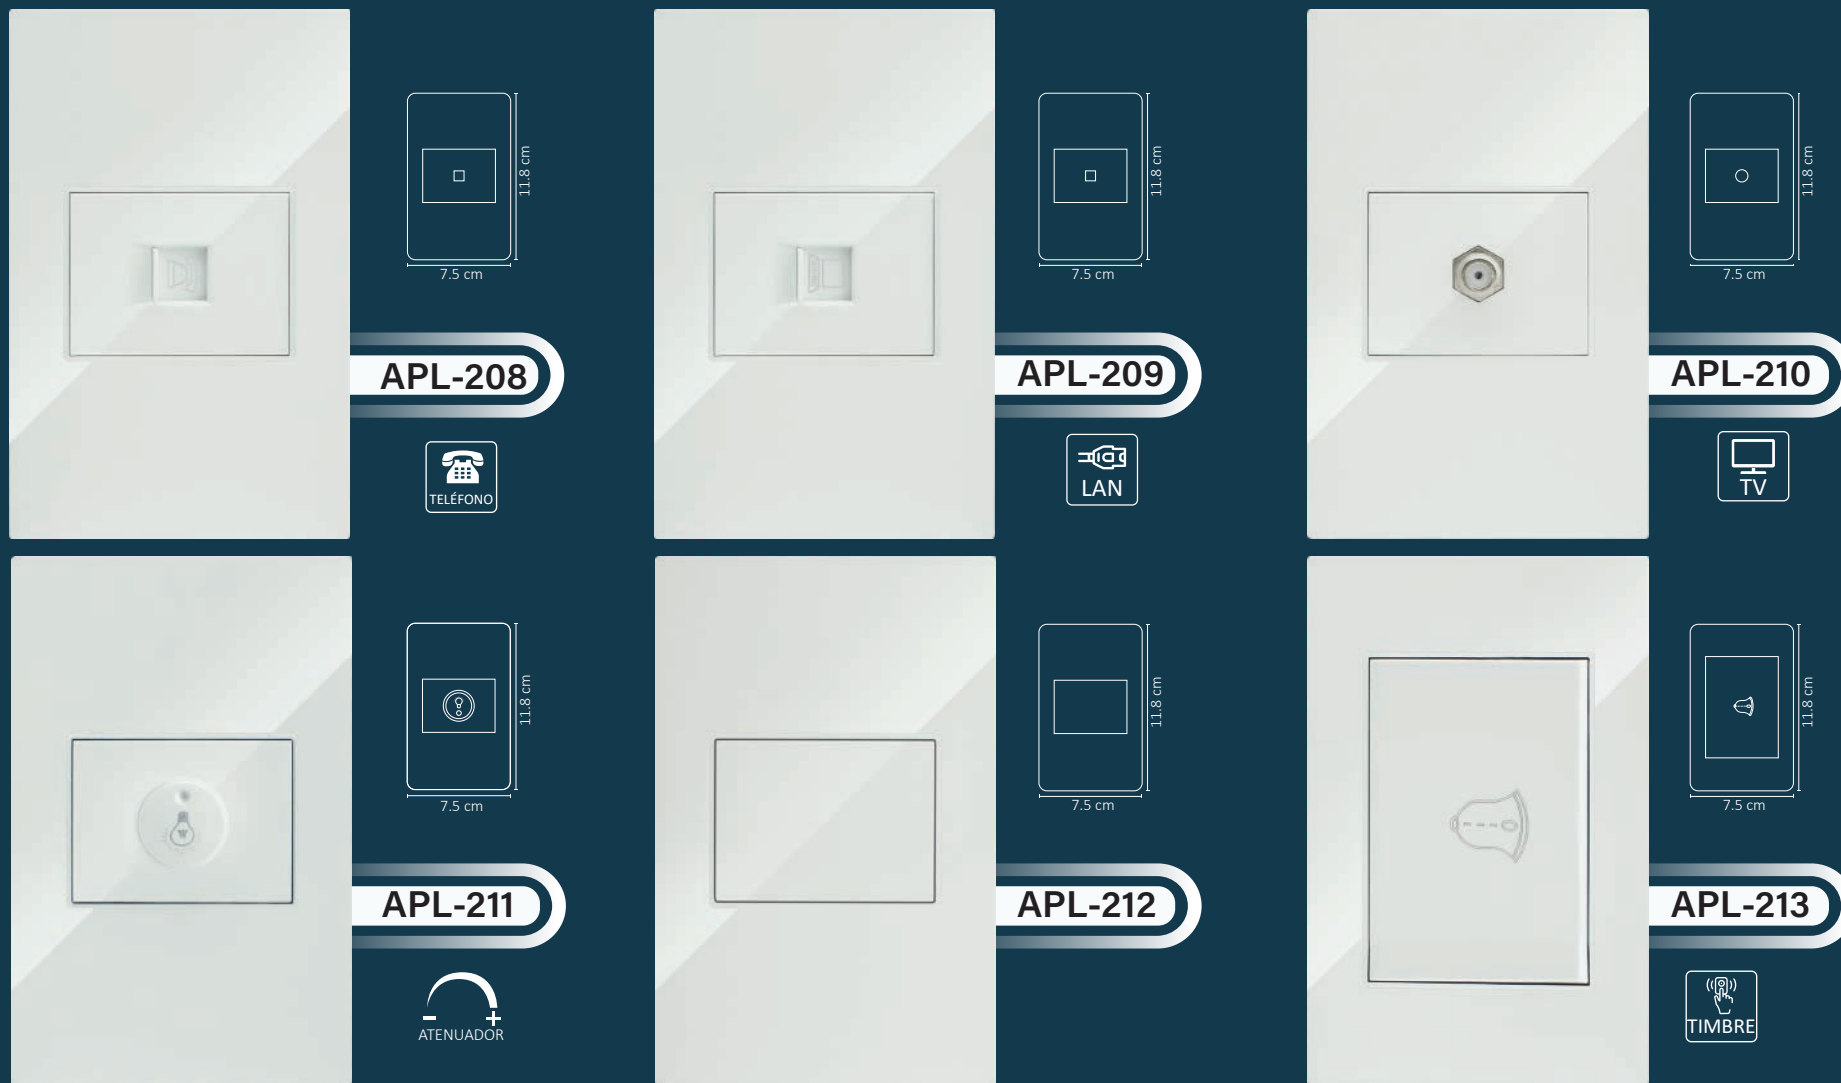 11.8 cm
7.5 cm
APL-208
TELÉFONO
11.8 cm
7.5 cm
APL-209
LAN
11.8 cm
7.5 cm
APL-210
TV
11.8 cm
7.5 cm
APL-211
- +
ATENUADOR
11.8 cm
7.5 cm
APL-212
11.8 cm
7.5 cm
APL-213
TIMBRE